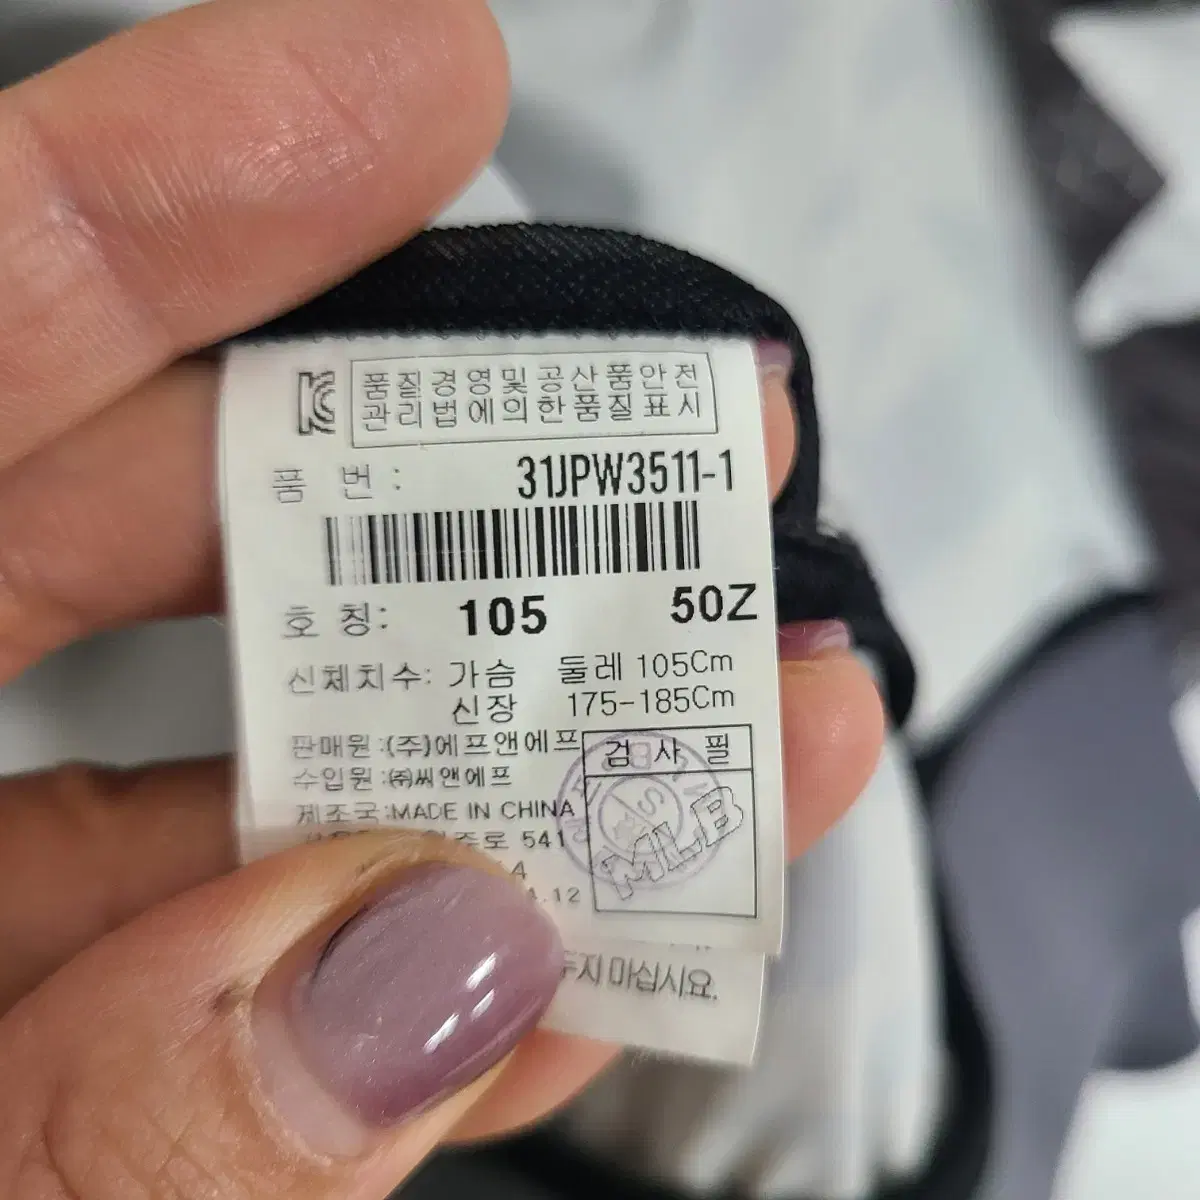 품질경영및공산품안전
관리법에의한품질표시
품 번: 31JPW3511-1
호 칭: 105 50Z
신체치수: 가슴 둘레 105Cm
신장 175-185Cm
판매원:(주)에프앤에프
수입원:㈜씨앤에프
제조국:MADE IN CHINA
541
검 사 필
MLB
지 마십시요.